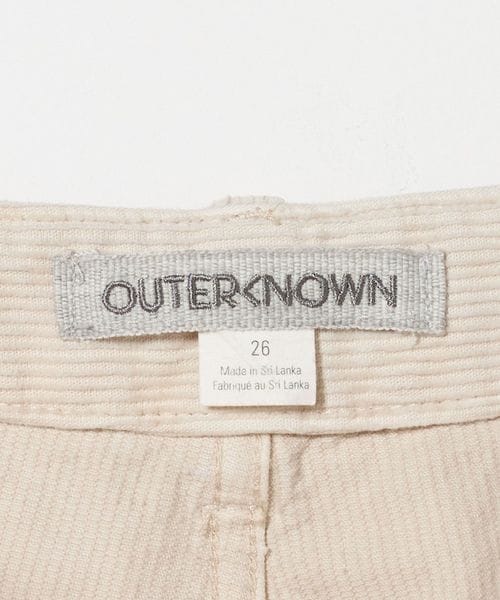 OUTERKNOWN
26
Made in Sri Lanka
Fabriqué au Sri Lanka